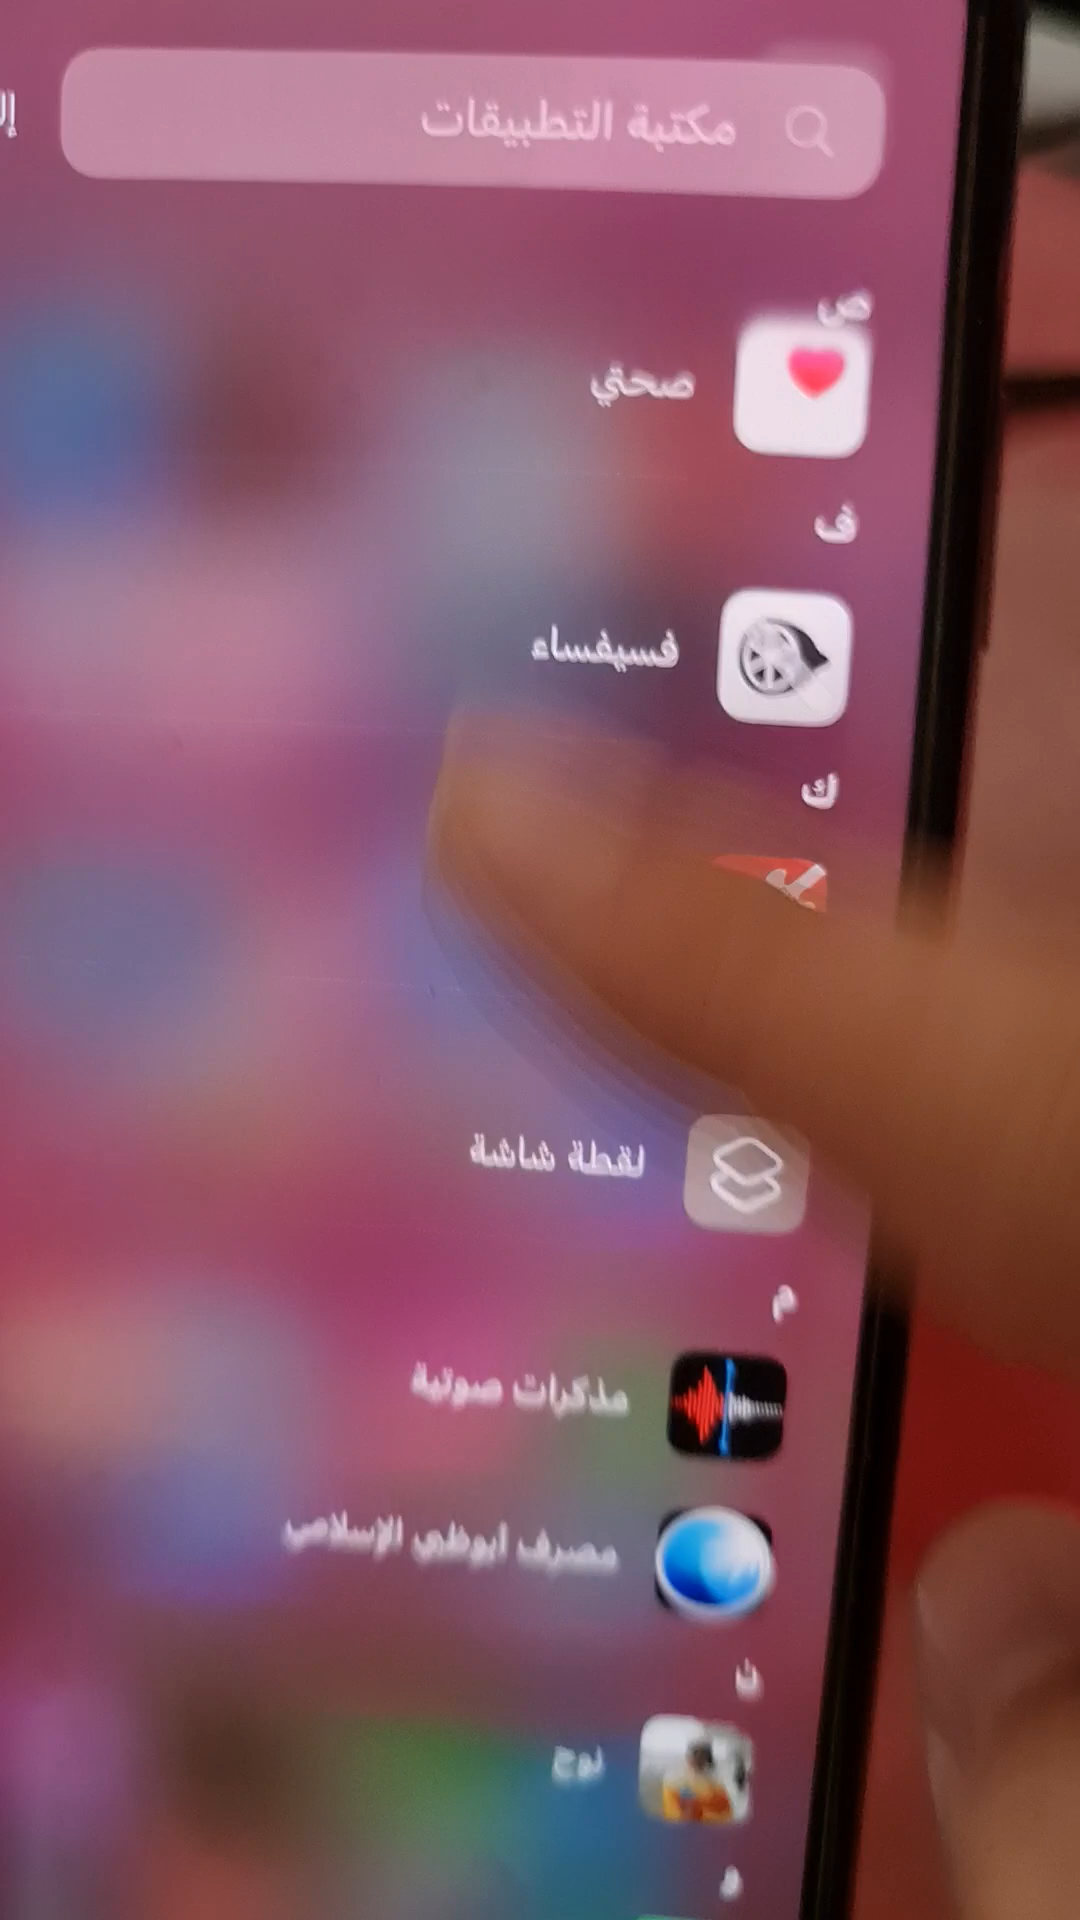 مكتبة التطبيقات
ص
صحتي
ف
فسيفساء
ك
لقطة شاشة
م
مذكرات صوتية
مصرف أبوظبي الإسلامي
ن
نوح